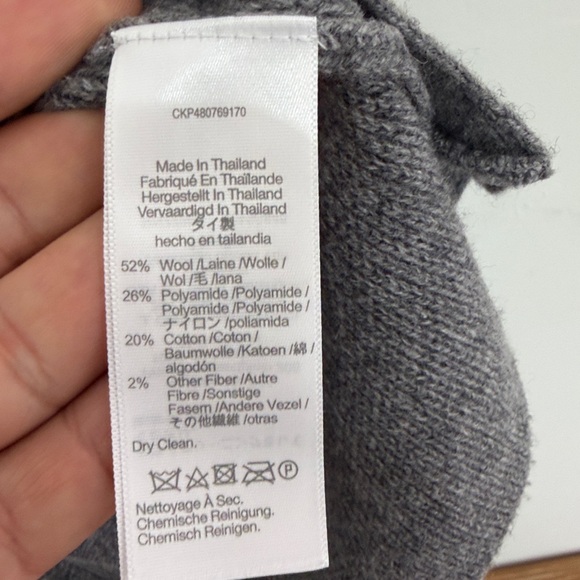 CKP480769170
Made In Thailand
Fabriqué En Thaïlande
Hergestellt In Thailand
Vervaardigd In Thailand
タイ製
hecho en tailandia
52% Wool /Laine /Wolle /
Wol /毛 /lana
26% Polyamide /Polyamide /
Polyamide /Polyamide /
ナイロン /poliamida
20% Cotton /Coton /
Baumwolle /Katoen /綿 /
algodón
2% Other Fiber /Autre
Fibre /Sonstige
Fasern /Andere Vezel /
その他繊維 /otras
Dry Clean.
P
Nettoyage À Sec.
Chemische Reinigung.
Chemisch Reinigen.